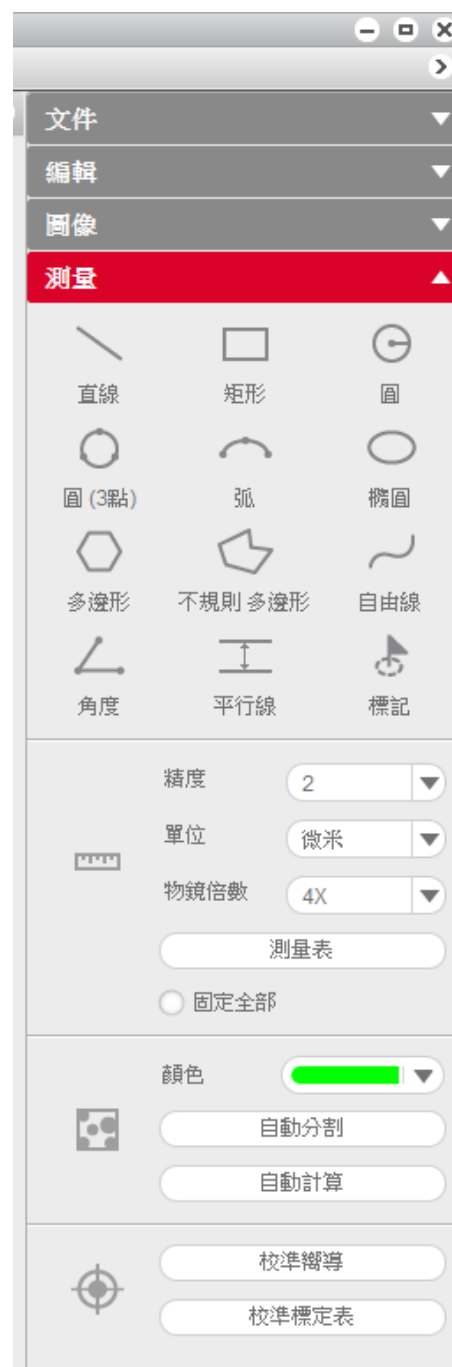 文件
編輯
圖像
測量
直線 矩形 圓
圓 (3點) 弧 橢圓
多邊形 不規則 多邊形 自由線
角度 平行線 標記
精度 2
單位 微米
物鏡倍數 4X
測量表
固定全部
顏色
自動分割
自動計算
校準嚮導
校準標定表